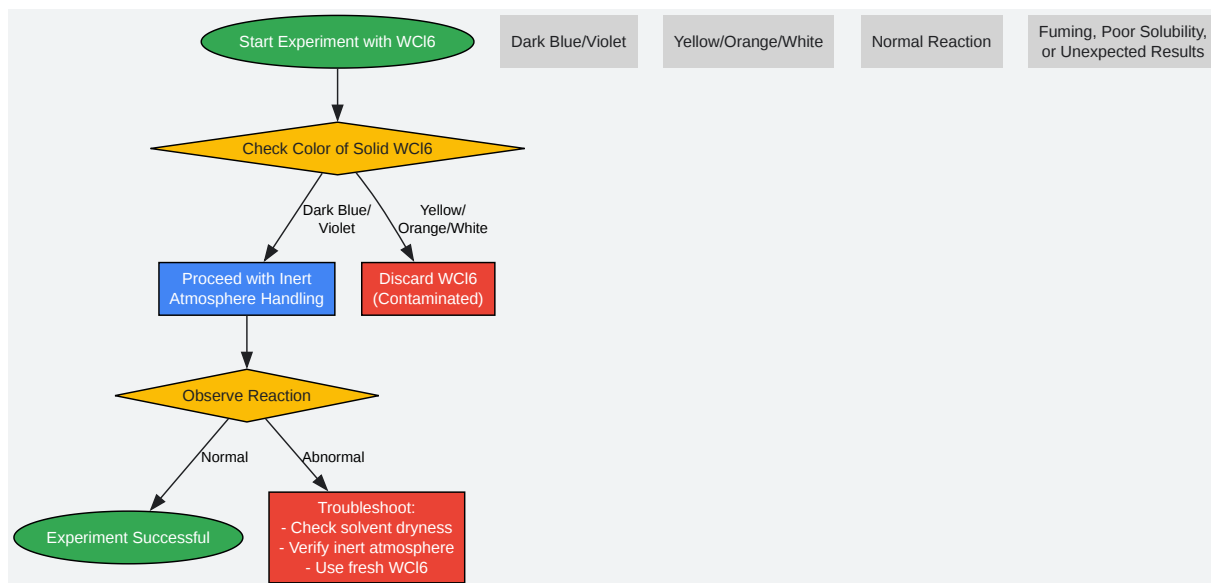 Start Experiment with WCl6
Dark Blue/Violet
Yellow/Orange/White
Normal Reaction
Fuming, Poor Solubility,
or Unexpected Results
Check Color of Solid WCl6
Dark Blue/
Violet
Yellow/
Orange/White
Proceed with Inert
Atmosphere Handling
Discard WCl6
(Contaminated)
Observe Reaction
Normal
Abnormal
Experiment Successful
Troubleshoot:
- Check solvent dryness
- Verify inert atmosphere
- Use fresh WCl6